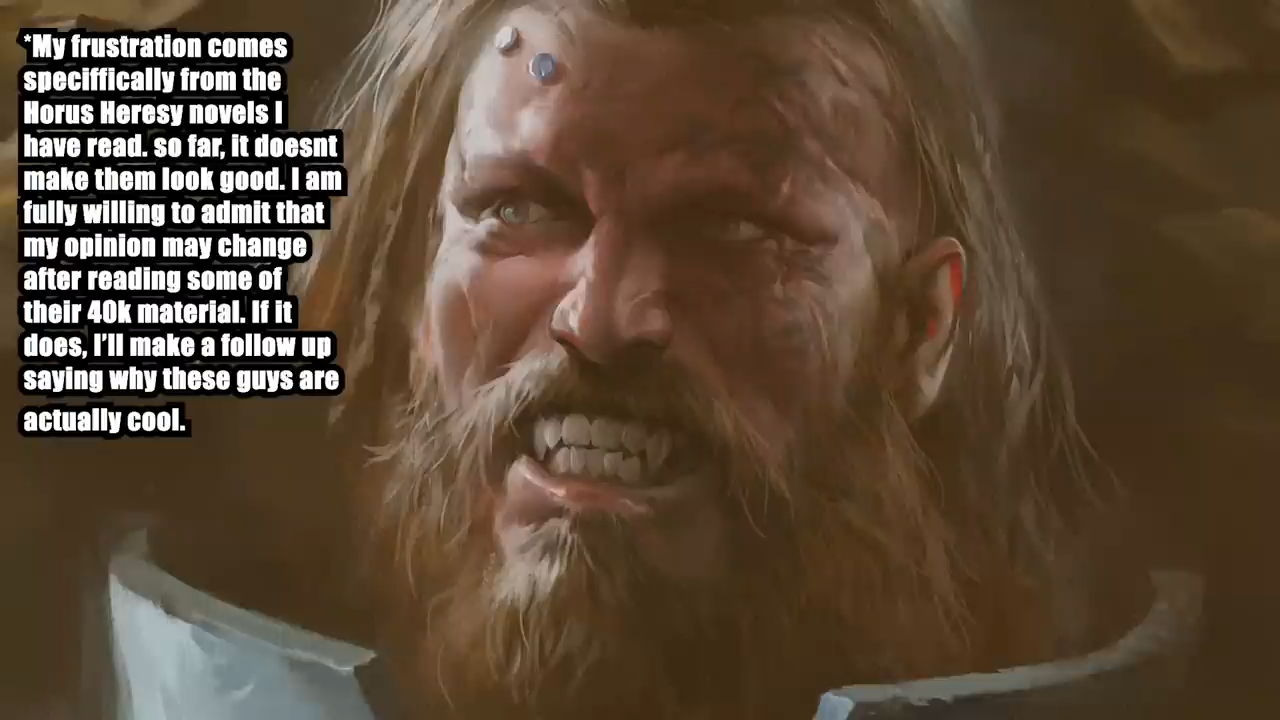 *My frustration comes
speciffically from the
Horus Heresy novels I
have read. so far, it doesnt
make them look good. I am
fully willing to admit that
my opinion may change
after reading some of
their 40k material. If it
does, I'll make a follow up
saying why these guys are
actually cool.